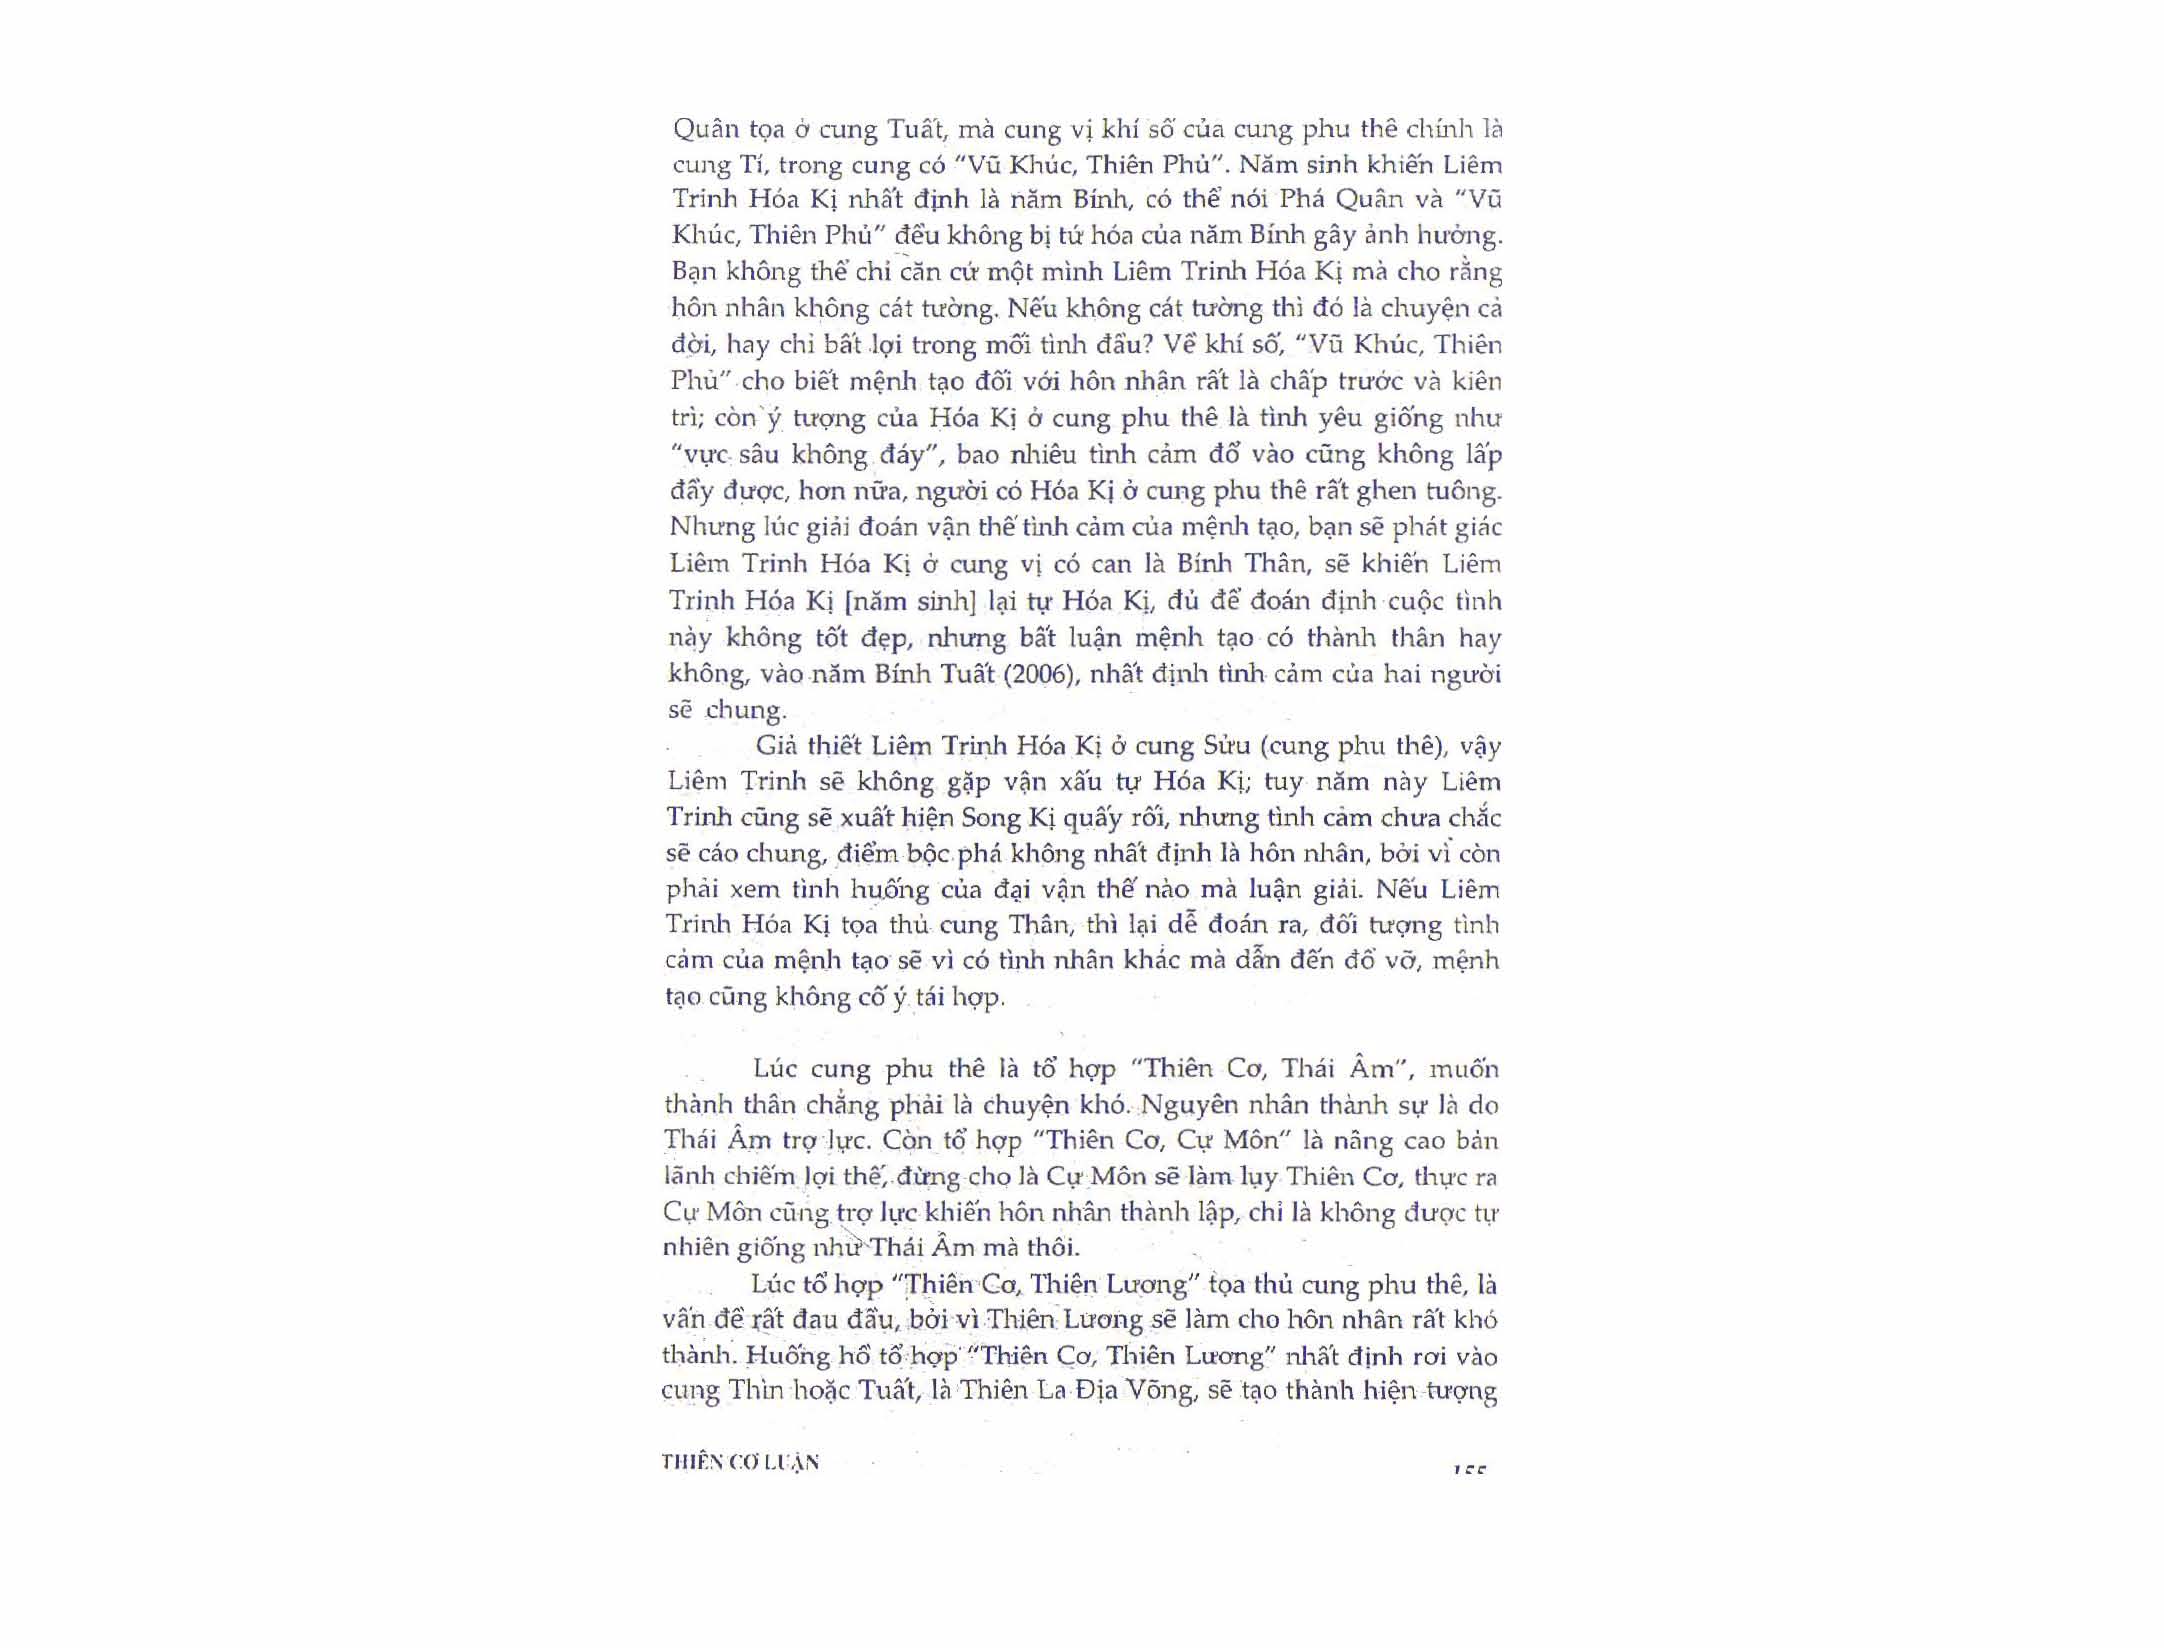 Quân tọa ở cung Tuất, mà cung vị khí số của cung phu thê chính là
cung Tí, trong cung có "Vũ Khúc, Thiên Phủ". Năm sinh khiến Liêm
Trinh Hóa Kị nhất định là năm Bính, có thể nói Phá Quân và "Vũ
Khúc, Thiên Phủ" đều không bị tứ hóa của năm Bính gây ảnh hưởng.
Bạn không thể chỉ căn cứ một mình Liêm Trinh Hóa Kị mà cho rằng
hôn nhân không cát tường. Nếu không cát tường thì đó là chuyện cả
đời, hay chỉ bất lợi trong mối tình đầu? Về khí số, "Vũ Khúc, Thiên
Phủ" cho biết mệnh tạo đối với hôn nhân rất là chấp trước và kiên
trì; còn ý tượng của Hóa Kị ở cung phu thê là tình yêu giống như
"vực sâu không đáy", bao nhiêu tình cảm đổ vào cũng không lấp
đầy được, hơn nữa, người có Hóa Kị ở cung phu thê rất ghen tuông.
Nhưng lúc giải đoán vận thế tình cảm của mệnh tạo, bạn sẽ phát giác
Liêm Trinh Hóa Kị ở cung vị có can là Bính Thân, sẽ khiến Liêm
Trinh Hóa Kị [năm sinh] lại tự Hóa Kị, đủ để đoán định cuộc tình
này không tốt đẹp, nhưng bất luận mệnh tạo có thành thân hay
không, vào năm Bính Tuất (2006), nhất định tình cảm của hai người
sẽ chung.
Giả thiết Liêm Trinh Hóa Kị ở cung Sửu (cung phu thê), vậy
Liêm Trinh sẽ không gặp vận xấu tự Hóa Kị; tuy năm này Liêm
Trinh cũng sẽ xuất hiện Song Kị quấy rối, nhưng tình cảm chưa chắc
sẽ cáo chung, điểm bộc phá không nhất định là hôn nhân, bởi vì còn
phải xem tình huống của đại vận thế nào mà luận giải. Nếu Liêm
Trinh Hóa Kị tọa thủ cung Thân, thì lại dễ đoán ra, đối tượng tình
cảm của mệnh tạo sẽ vì có tình nhân khác mà dẫn đến đổ vỡ, mệnh
tạo cũng không cố ý tái hợp.
Lúc cung phu thê là tổ hợp "Thiên Cơ, Thái Âm", muốn
thành thân chẳng phải là chuyện khó. Nguyên nhân thành sự là do
Thái Âm trợ lực. Còn tổ hợp "Thiên Cơ, Cự Môn" là nâng cao bản
lãnh chiếm lợi thế, đừng cho là Cự Môn sẽ làm lụy Thiên Cơ, thực ra
Cự Môn cũng trợ lực khiến hôn nhân thành lập, chỉ là không được tự
nhiên giống như Thái Âm mà thôi.
Lúc tổ hợp "Thiên Cơ, Thiên Lương" tọa thủ cung phu thê, là
vấn đề rất đau đầu, bởi vì Thiên Lương sẽ làm cho hôn nhân rất khó
thành. Huống hồ tổ hợp "Thiên Cơ, Thiên Lương" nhất định rơi vào
cung Thìn hoặc Tuất, là Thiên La Địa Võng, sẽ tạo thành hiện tượng
THIÊN CƠ LUẬN